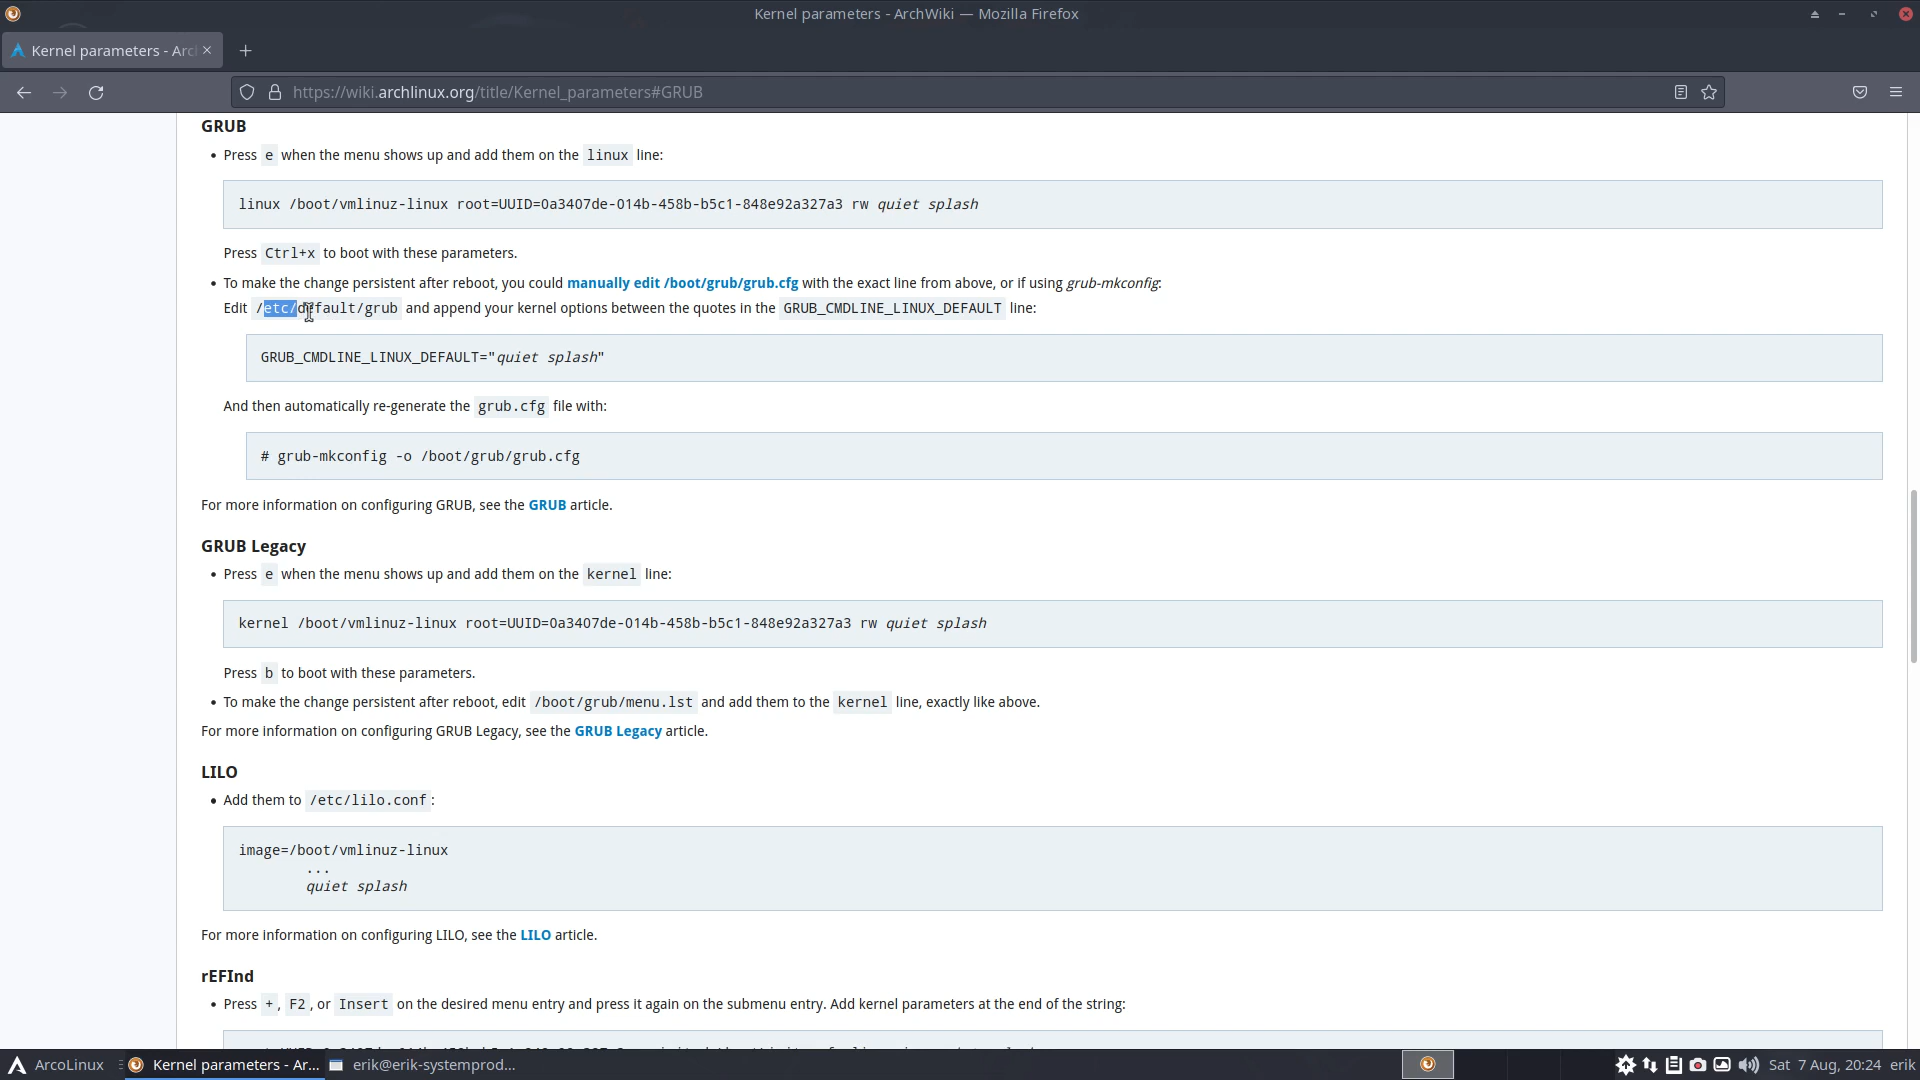 Kernel parameters - ArchWiki — Mozilla Firefox
Kernel parameters - Arc
https://wiki.archlinux.org/title/Kernel_parameters#GRUB
GRUB
• Press e when the menu shows up and add them on the linux line:
linux /boot/vmlinuz-linux root=UUID=0a3407de-014b-458b-b5c1-848e92a327a3 rw quiet splash
Press Ctrl+x to boot with these parameters.
• To make the change persistent after reboot, you could manually edit /boot/grub/grub.cfg with the exact line from above, or if using grub-mkconfig:
Edit /etc/default/grub and append your kernel options between the quotes in the GRUB_CMDLINE_LINUX_DEFAULT line:
GRUB_CMDLINE_LINUX_DEFAULT="quiet splash"
And then automatically re-generate the grub.cfg file with:
# grub-mkconfig -o /boot/grub/grub.cfg
For more information on configuring GRUB, see the GRUB article.
GRUB Legacy
• Press e when the menu shows up and add them on the kernel line:
kernel /boot/vmlinuz-linux root=UUID=0a3407de-014b-458b-b5c1-848e92a327a3 rw quiet splash
Press b to boot with these parameters.
• To make the change persistent after reboot, edit /boot/grub/menu.lst and add them to the kernel line, exactly like above.
For more information on configuring GRUB Legacy, see the GRUB Legacy article.
LILO
• Add them to /etc/lilo.conf:
image=/boot/vmlinuz-linux
...
quiet splash
For more information on configuring LILO, see the LILO article.
rEFInd
• Press +, F2, or Insert on the desired menu entry and press it again on the submenu entry. Add kernel parameters at the end of the string:
ArcoLinux Kernel parameters - Ar... erik@erik-systemprod... Sat 7 Aug, 20:24 erik